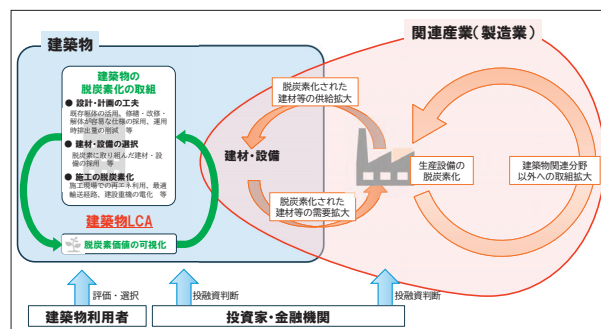 建築物
関連産業（製造業）
建築物の
脱炭素化の取組
● 設計・計画の工夫
既存躯体の活用、修繕・改修・
解体が容易な仕様の採用、運用
時排出量の削減　等
● 建材・設備の選択
脱炭素に取り組んだ建材・設
備の採用　等
● 施工の脱炭素化
施工現場での再エネ利用、最適
輸送経路、建設重機の電化　等
建築物LCA
脱炭素価値の可視化
脱炭素化された
建材等の供給拡大
建材・設備
脱炭素化された
建材等の需要拡大
生産設備の
脱炭素化
建築物関連分野
以外への取組拡大
評価・選択
投融資判断
投融資判断
建築物利用者
投資家・金融機関